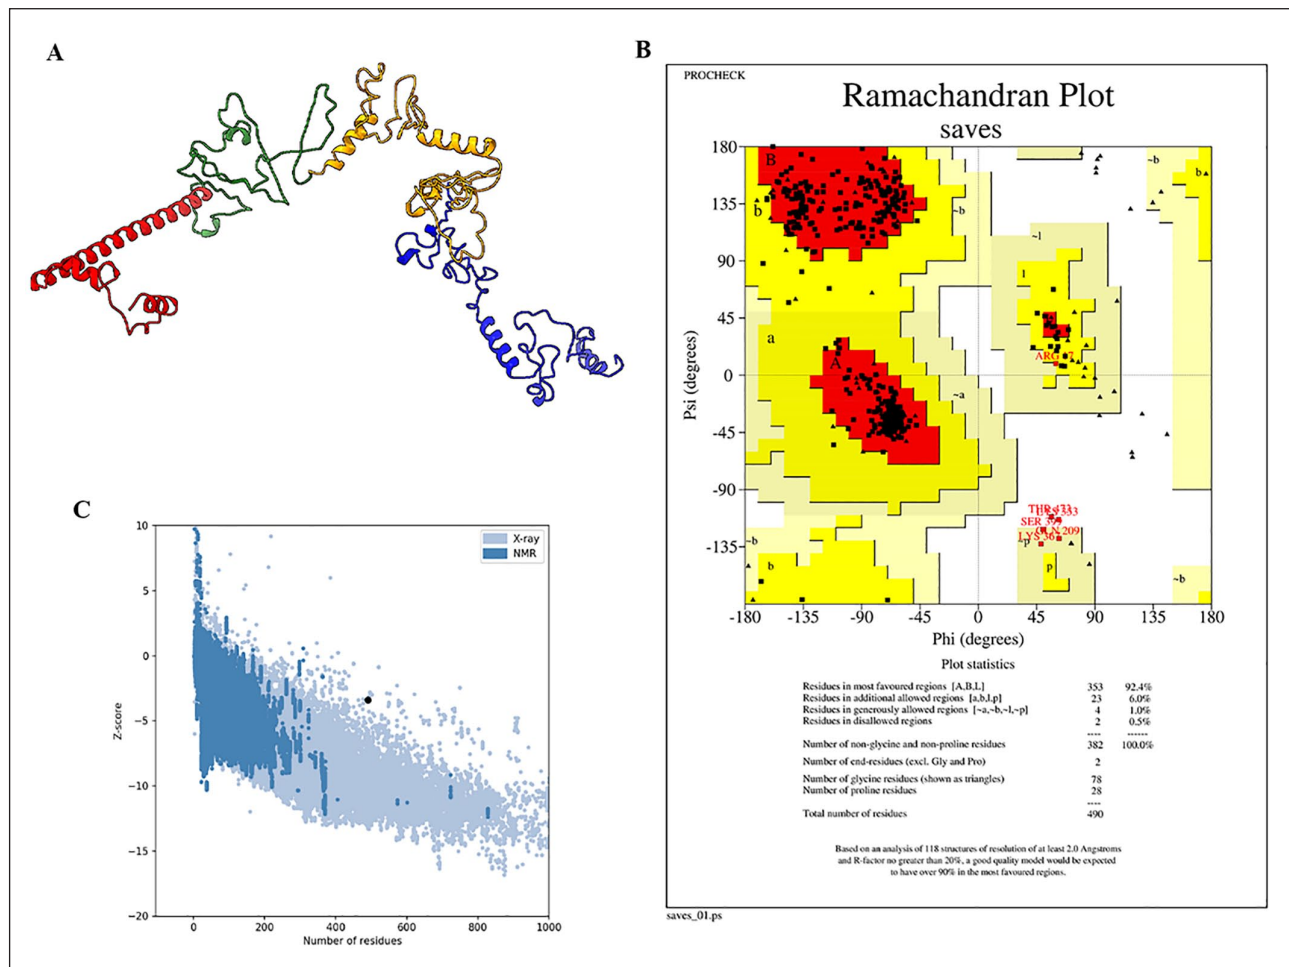 A
B
PROCHECK
Ramachandran Plot
saves
B
b
~b
~b
b
~l
l
a
A
ARG 7
~a
THR 473
SER 39
GLN 209
LYS 36
~p
p
~b
b
~b
180
135
90
45
0
-45
-90
-135
Psi (degrees)
-180 -135 -90 -45 0 45 90 135 180
Phi (degrees)
Plot statistics
Residues in most favoured regions [A,B,L] 353 92.4%
Residues in additional allowed regions [a,b,l,p] 23 6.0%
Residues in generously allowed regions [~a,~b,~l,~p] 4 1.0%
Residues in disallowed regions 2 0.5%
---- ------
Number of non-glycine and non-proline residues 382 100.0%
Number of end-residues (excl. Gly and Pro) 2
Number of glycine residues (shown as triangles) 78
Number of proline residues 28
----
Total number of residues 490
Based on an analysis of 118 structures of resolution of at least 2.0 Angstroms
and R-factor no greater than 20%, a good quality model would be expected
to have over 90% in the most favoured regions.
saves_01.ps
C
X-ray
NMR
10
5
0
−5
−10
−15
−20
Z-score
0 200 400 600 800 1000
Number of residues